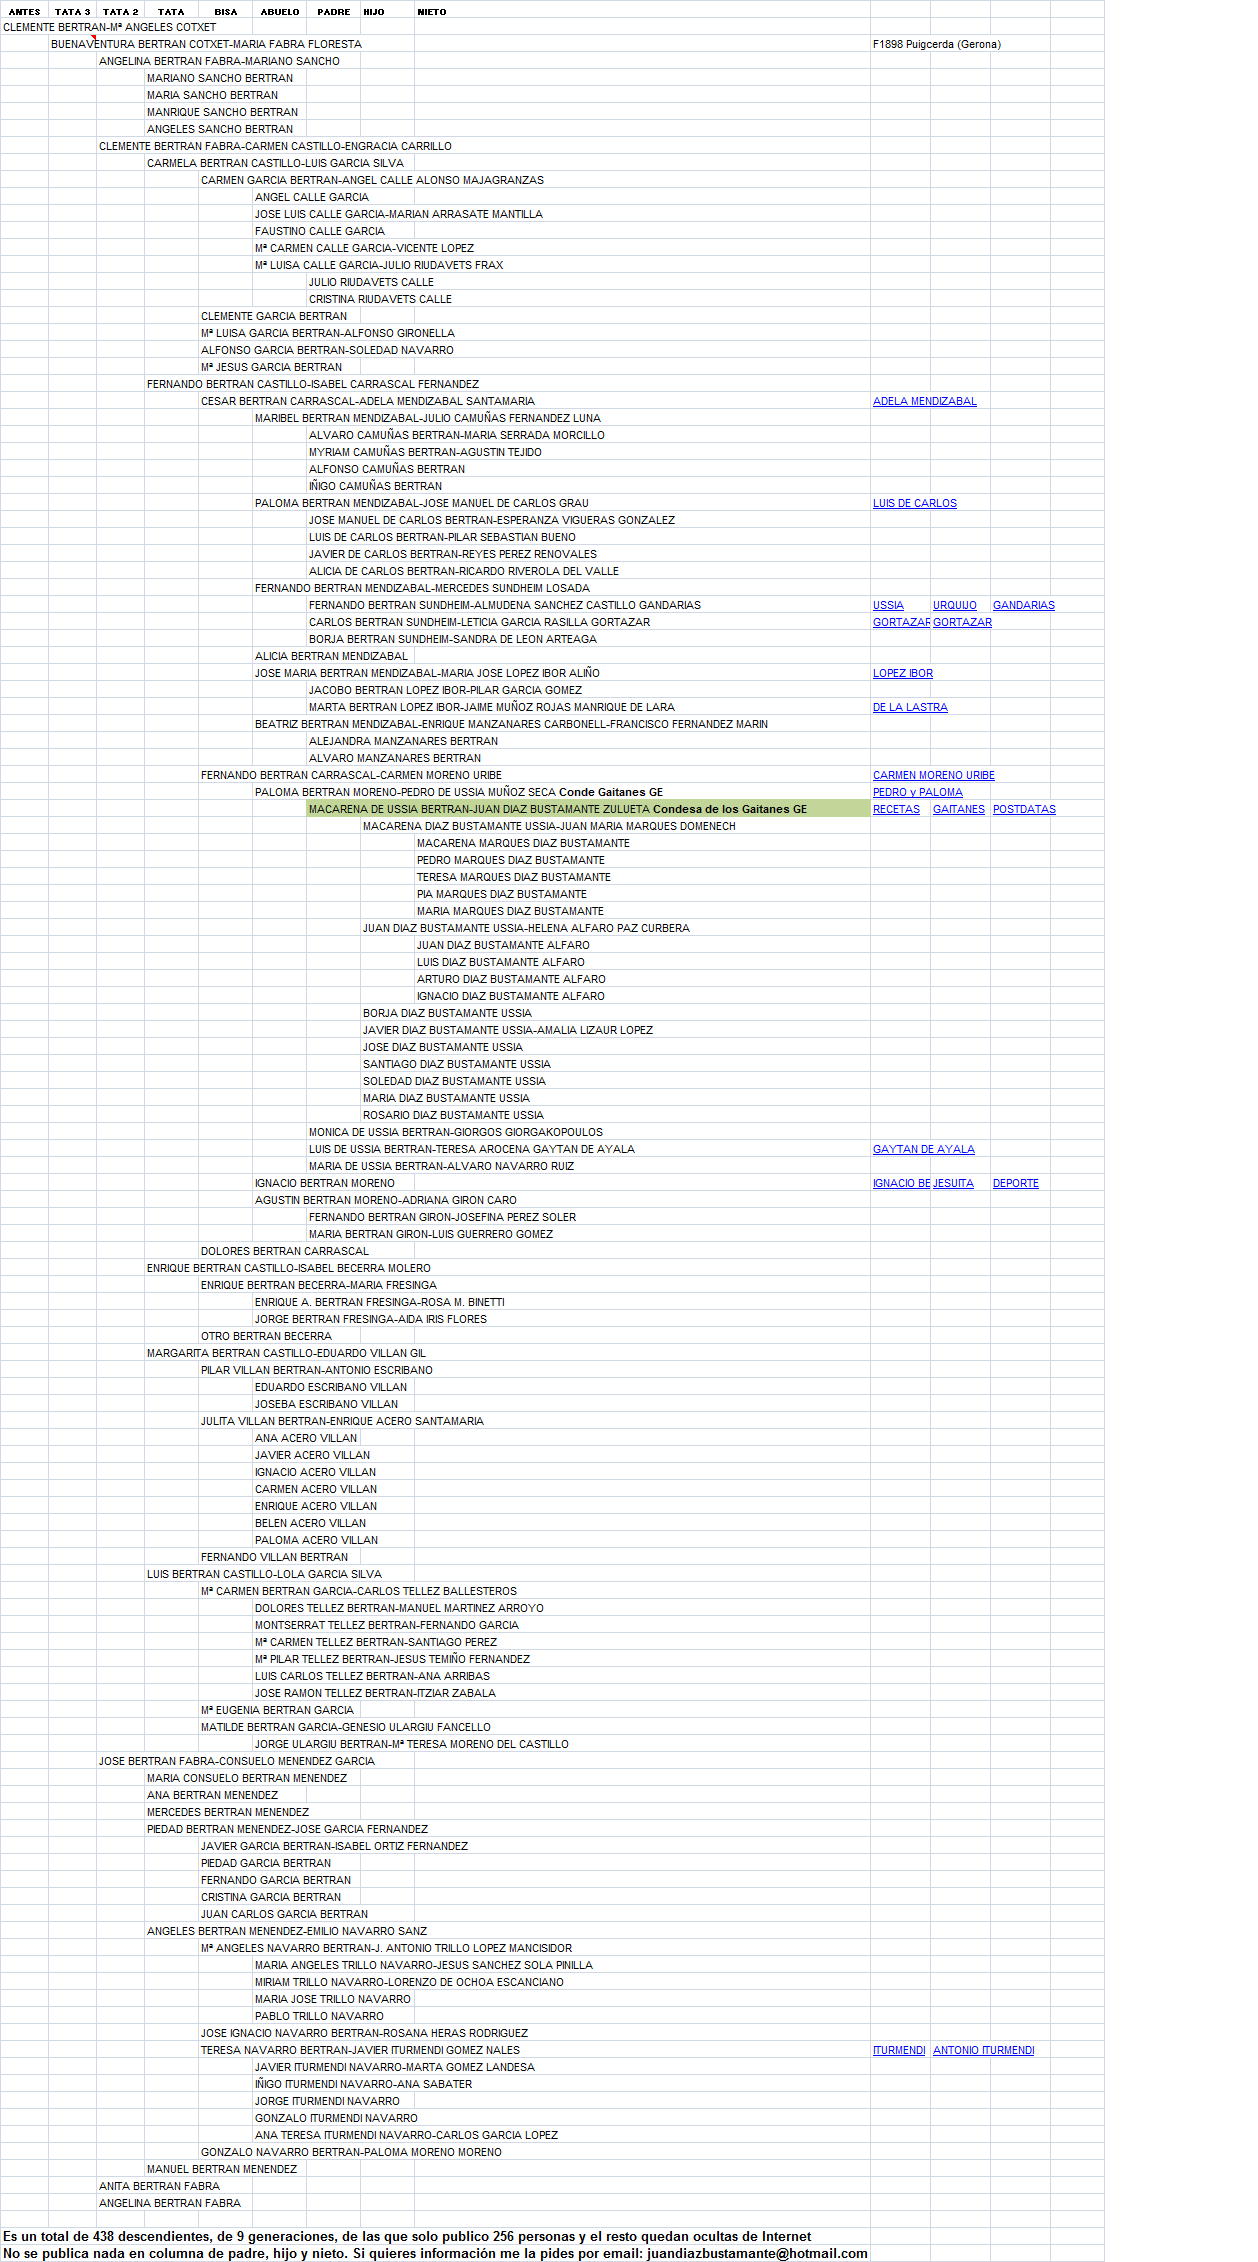 ANTES TATA 3 TATA 2 TATA BISA ABUELO PADRE HIJO NIETO
CLEMENTE BERTRAN-Mª ANGELES COTXET
BUENAVENTURA BERTRAN COTXET-MARIA FABRA FLORESTA F1898 Puigcerda (Gerona)
ANGELINA BERTRAN FABRA-MARIANO SANCHO
MARIANO SANCHO BERTRAN
MARIA SANCHO BERTRAN
MANRIQUE SANCHO BERTRAN
ANGELES SANCHO BERTRAN
CLEMENTE BERTRAN FABRA-CARMEN CASTILLO-ENGRACIA CARRILLO
CARMELA BERTRAN CASTILLO-LUIS GARCIA SILVA
CARMEN GARCIA BERTRAN-ANGEL CALLE ALONSO MAJAGRANZAS
ANGEL CALLE GARCIA
JOSE LUIS CALLE GARCIA-MARIAN ARRASATE MANTILLA
FAUSTINO CALLE GARCIA
Mª CARMEN CALLE GARCIA-VICENTE LOPEZ
Mª LUISA CALLE GARCIA-JULIO RIUDAVETS FRAX
JULIO RIUDAVETS CALLE
CRISTINA RIUDAVETS CALLE
CLEMENTE GARCIA BERTRAN
Mª LUISA GARCIA BERTRAN-ALFONSO GIRONELLA
ALFONSO GARCIA BERTRAN-SOLEDAD NAVARRO
Mª JESUS GARCIA BERTRAN
FERNANDO BERTRAN CASTILLO-ISABEL CARRASCAL FERNANDEZ
CESAR BERTRAN CARRASCAL-ADELA MENDIZABAL SANTAMARIA ADELA MENDIZABAL
MARIBEL BERTRAN MENDIZABAL-JULIO CAMUÑAS FERNANDEZ LUNA
ALVARO CAMUÑAS BERTRAN-MARIA SERRADA MORCILLO
MYRIAM CAMUÑAS BERTRAN-AGUSTIN TEJIDO
ALFONSO CAMUÑAS BERTRAN
IÑIGO CAMUÑAS BERTRAN
PALOMA BERTRAN MENDIZABAL-JOSE MANUEL DE CARLOS GRAU LUIS DE CARLOS
JOSE MANUEL DE CARLOS BERTRAN-ESPERANZA VIGUERAS GONZALEZ
LUIS DE CARLOS BERTRAN-PILAR SEBASTIAN BUENO
JAVIER DE CARLOS BERTRAN-REYES PEREZ RENOVALES
ALICIA DE CARLOS BERTRAN-RICARDO RIVEROLA DEL VALLE
FERNANDO BERTRAN MENDIZABAL-MERCEDES SUNDHEIM LOSADA
FERNANDO BERTRAN SUNDHEIM-ALMUDENA SANCHEZ CASTILLO GANDARIAS USSIA URQUIJO GANDARIAS
CARLOS BERTRAN SUNDHEIM-LETICIA GARCIA RASILLA GORTAZAR GORTAZAR GORTAZAR
BORJA BERTRAN SUNDHEIM-SANDRA DE LEON ARTEAGA
ALICIA BERTRAN MENDIZABAL
JOSE MARIA BERTRAN MENDIZABAL-MARIA JOSE LOPEZ IBOR ALIÑO LOPEZ IBOR
JACOBO BERTRAN LOPEZ IBOR-PILAR GARCIA GOMEZ
MARTA BERTRAN LOPEZ IBOR-JAIME MUÑOZ ROJAS MANRIQUE DE LARA DE LA LASTRA
BEATRIZ BERTRAN MENDIZABAL-ENRIQUE MANZANARES CARBONELL-FRANCISCO FERNANDEZ MARIN
ALEJANDRA MANZANARES BERTRAN
ALVARO MANZANARES BERTRAN
FERNANDO BERTRAN CARRASCAL-CARMEN MORENO URIBE CARMEN MORENO URIBE
PALOMA BERTRAN MORENO-PEDRO DE USSIA MUÑOZ SECA Conde Gaitanes GE PEDRO y PALOMA
MACARENA DE USSIA BERTRAN-JUAN DIAZ BUSTAMANTE ZULUETA Condesa de los Gaitanes GE RECETAS GAITANES POSTDATAS
MACARENA DIAZ BUSTAMANTE USSIA-JUAN MARIA MARQUES DOMENECH
MACARENA MARQUES DIAZ BUSTAMANTE
PEDRO MARQUES DIAZ BUSTAMANTE
TERESA MARQUES DIAZ BUSTAMANTE
PIA MARQUES DIAZ BUSTAMANTE
MARIA MARQUES DIAZ BUSTAMANTE
JUAN DIAZ BUSTAMANTE USSIA-HELENA ALFARO PAZ CURBERA
JUAN DIAZ BUSTAMANTE ALFARO
LUIS DIAZ BUSTAMANTE ALFARO
ARTURO DIAZ BUSTAMANTE ALFARO
IGNACIO DIAZ BUSTAMANTE ALFARO
BORJA DIAZ BUSTAMANTE USSIA
JAVIER DIAZ BUSTAMANTE USSIA-AMALIA LIZAUR LOPEZ
JOSE DIAZ BUSTAMANTE USSIA
SANTIAGO DIAZ BUSTAMANTE USSIA
SOLEDAD DIAZ BUSTAMANTE USSIA
MARIA DIAZ BUSTAMANTE USSIA
ROSARIO DIAZ BUSTAMANTE USSIA
MONICA DE USSIA BERTRAN-GIORGOS GIORGAKOPOULOS
LUIS DE USSIA BERTRAN-TERESA AROCENA GAYTAN DE AYALA GAYTAN DE AYALA
MARIA DE USSIA BERTRAN-ALVARO NAVARRO RUIZ
IGNACIO BERTRAN MORENO IGNACIO BE JESUITA DEPORTE
AGUSTIN BERTRAN MORENO-ADRIANA GIRON CARO
FERNANDO BERTRAN GIRON-JOSEFINA PEREZ SOLER
MARIA BERTRAN GIRON-LUIS GUERRERO GOMEZ
DOLORES BERTRAN CARRASCAL
ENRIQUE BERTRAN CASTILLO-ISABEL BECERRA MOLERO
ENRIQUE BERTRAN BECERRA-MARIA FRESINGA
ENRIQUE A. BERTRAN FRESINGA-ROSA M. BINETTI
JORGE BERTRAN FRESINGA-AIDA IRIS FLORES
OTRO BERTRAN BECERRA
MARGARITA BERTRAN CASTILLO-EDUARDO VILLAN GIL
PILAR VILLAN BERTRAN-ANTONIO ESCRIBANO
EDUARDO ESCRIBANO VILLAN
JOSEBA ESCRIBANO VILLAN
JULITA VILLAN BERTRAN-ENRIQUE ACERO SANTAMARIA
ANA ACERO VILLAN
JAVIER ACERO VILLAN
IGNACIO ACERO VILLAN
CARMEN ACERO VILLAN
ENRIQUE ACERO VILLAN
BELEN ACERO VILLAN
PALOMA ACERO VILLAN
FERNANDO VILLAN BERTRAN
LUIS BERTRAN CASTILLO-LOLA GARCIA SILVA
Mª CARMEN BERTRAN GARCIA-CARLOS TELLEZ BALLESTEROS
DOLORES TELLEZ BERTRAN-MANUEL MARTINEZ ARROYO
MONTSERRAT TELLEZ BERTRAN-FERNANDO GARCIA
Mª CARMEN TELLEZ BERTRAN-SANTIAGO PEREZ
Mª PILAR TELLEZ BERTRAN-JESUS TEMIÑO FERNANDEZ
LUIS CARLOS TELLEZ BERTRAN-ANA ARRIBAS
JOSE RAMON TELLEZ BERTRAN-ITZIAR ZABALA
Mª EUGENIA BERTRAN GARCIA
MATILDE BERTRAN GARCIA-GENESIO ULARGIU FANCELLO
JORGE ULARGIU BERTRAN-Mª TERESA MORENO DEL CASTILLO
JOSE BERTRAN FABRA-CONSUELO MENENDEZ GARCIA
MARIA CONSUELO BERTRAN MENENDEZ
ANA BERTRAN MENENDEZ
MERCEDES BERTRAN MENENDEZ
PIEDAD BERTRAN MENENDEZ-JOSE GARCIA FERNANDEZ
JAVIER GARCIA BERTRAN-ISABEL ORTIZ FERNANDEZ
PIEDAD GARCIA BERTRAN
FERNANDO GARCIA BERTRAN
CRISTINA GARCIA BERTRAN
JUAN CARLOS GARCIA BERTRAN
ANGELES BERTRAN MENENDEZ-EMILIO NAVARRO SANZ
Mª ANGELES NAVARRO BERTRAN-J. ANTONIO TRILLO LOPEZ MANCISIDOR
MARIA ANGELES TRILLO NAVARRO-JESUS SANCHEZ SOLA PINILLA
MIRIAM TRILLO NAVARRO-LORENZO DE OCHOA ESCANCIANO
MARIA JOSE TRILLO NAVARRO
PABLO TRILLO NAVARRO
JOSE IGNACIO NAVARRO BERTRAN-ROSANA HERAS RODRIGUEZ
TERESA NAVARRO BERTRAN-JAVIER ITURMENDI GOMEZ NALES ITURMENDI ANTONIO ITURMENDI
JAVIER ITURMENDI NAVARRO-MARTA GOMEZ LANDESA
IÑIGO ITURMENDI NAVARRO-ANA SABATER
JORGE ITURMENDI NAVARRO
GONZALO ITURMENDI NAVARRO
ANA TERESA ITURMENDI NAVARRO-CARLOS GARCIA LOPEZ
GONZALO NAVARRO BERTRAN-PALOMA MORENO MORENO
MANUEL BERTRAN MENENDEZ
ANITA BERTRAN FABRA
ANGELINA BERTRAN FABRA
Es un total de 438 descendientes, de 9 generaciones, de las que solo publico 256 personas y el resto quedan ocultas de Internet
No se publica nada en columna de padre, hijo y nieto. Si quieres información me la pides por email: juandiazbustamante@hotmail.com